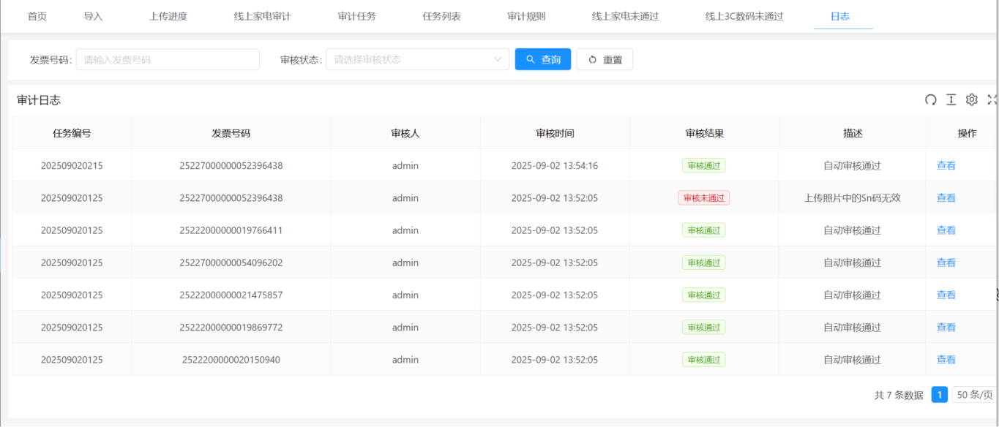 首页 导入 上传进度 线上家电审计 审计任务 任务列表 审计规则 线上家电未通过 线上3C数码未通过 日志
发票号码: 请输入发票号码 审核状态: 请选择审核状态 查询 重置
审计日志
任务编号 发票号码 审核人 审核时间 审核结果 描述 操作
202509020215 25227000000052396438 admin 2025-09-02 13:54:16 审核通过 自动审核通过 查看
202509020125 25227000000052396438 admin 2025-09-02 13:52:05 审核未通过 上传照片中的Sn码无效 查看
202509020125 25222000000019766411 admin 2025-09-02 13:52:05 审核通过 自动审核通过 查看
202509020125 25227000000054096202 admin 2025-09-02 13:52:05 审核通过 自动审核通过 查看
202509020125 25222000000021475857 admin 2025-09-02 13:52:05 审核通过 自动审核通过 查看
202509020125 25222000000019869772 admin 2025-09-02 13:52:05 审核通过 自动审核通过 查看
202509020125 2522200000020150940 admin 2025-09-02 13:52:05 审核通过 自动审核通过 查看
共 7 条数据 1 50 条/页